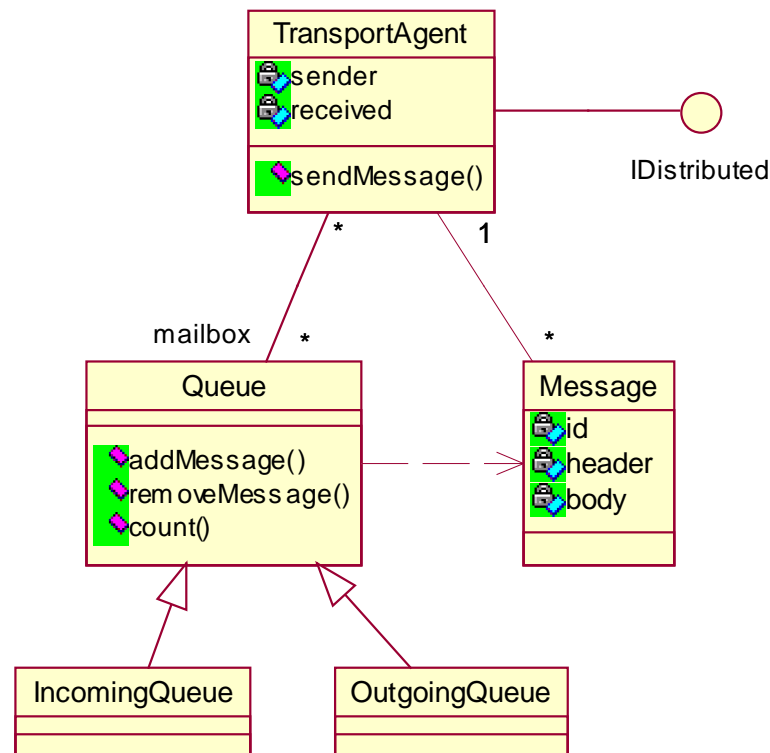 TransportAgent
sender
received
sendMessage()
IDistributed
*
1
mailbox
*
*
Queue
addMessage()
removeMessage()
count()
Message
id
header
body
IncomingQueue
OutgoingQueue